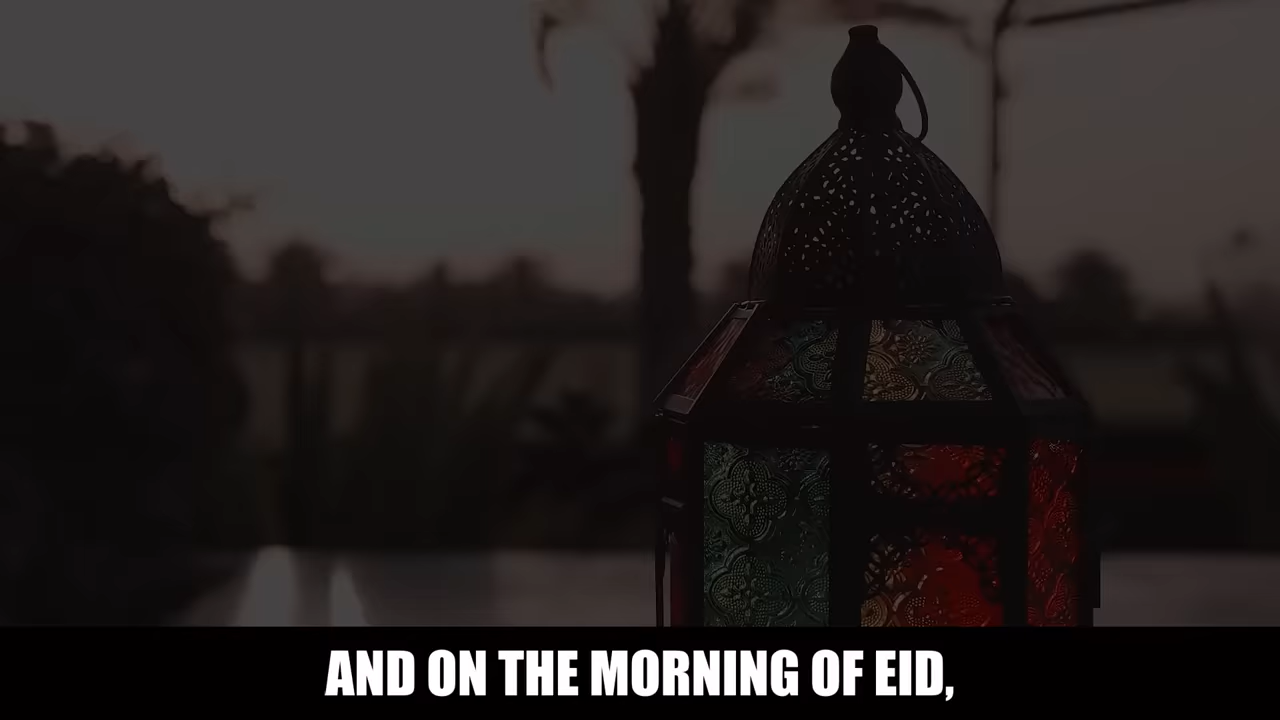 AND ON THE MORNING OF EID,